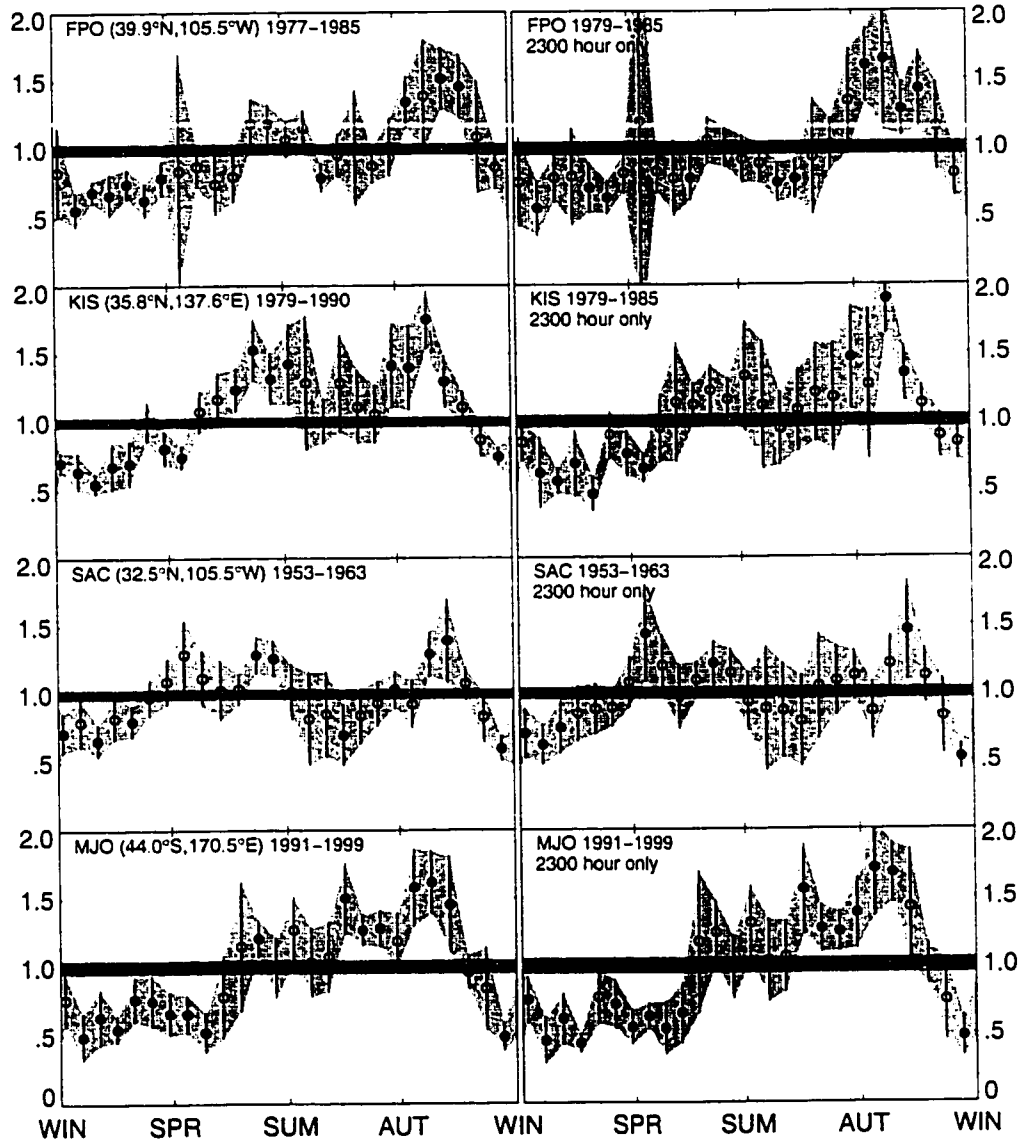 FPO (39.9°N,105.5°W) 1977-1985
FPO 1979-1985
2300 hour only
2.0
1.5
1.0
.5
2.0
1.5
1.0
.5
KIS (35.8°N,137.6°E) 1979-1990
KIS 1979-1985
2300 hour only
2.0
1.5
1.0
.5
2.0
1.5
1.0
.5
SAC (32.5°N,105.5°W) 1953-1963
SAC 1953-1963
2300 hour only
2.0
1.5
1.0
.5
2.0
1.5
1.0
.5
MJO (44.0°S,170.5°E) 1991-1999
MJO 1991-1999
2300 hour only
2.0
1.5
1.0
.5
0
2.0
1.5
1.0
.5
0
WIN SPR SUM AUT WIN SPR SUM AUT WIN